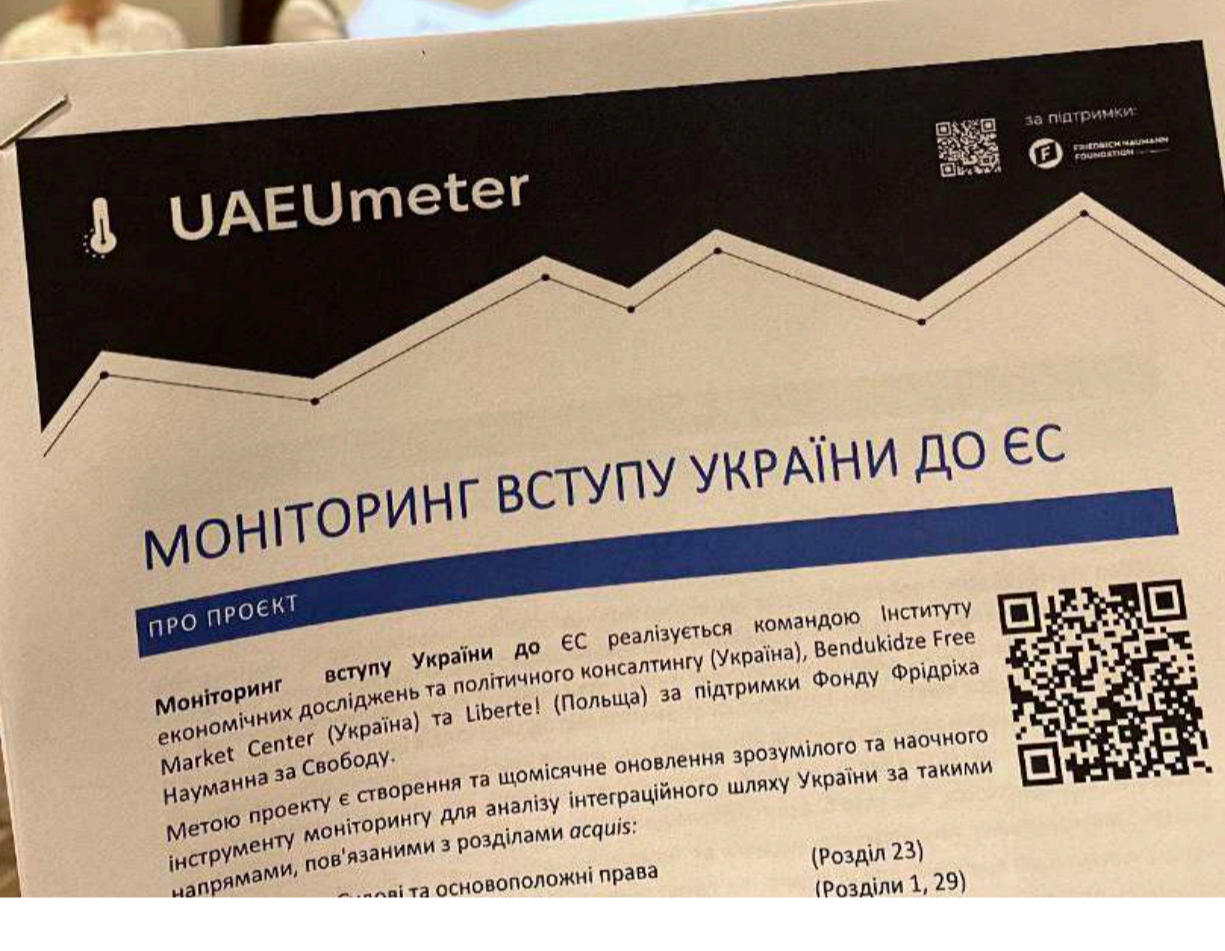 UAEUmeter
за підтримки:
FRIEDRICH NAUMANN
FOUNDATION
МОНІТОРИНГ ВСТУПУ УКРАЇНИ ДО ЄС
ПРО ПРОЄКТ
Моніторинг вступу України до ЄС реалізується командою Інституту
економічних досліджень та політичного консалтингу (Україна), Bendukidze Free
Market Center (Україна) та Liberte! (Польща) за підтримки Фонду Фрідріха
Науманна за Свободу.
Метою проекту є створення та щомісячне оновлення зрозумілого та наочного
інструменту моніторингу для аналізу інтеграційного шляху України за такими
напрямами, пов'язаними з розділами acquis:
та основоположні права (Розділ 23)
(Розділи 1, 29)